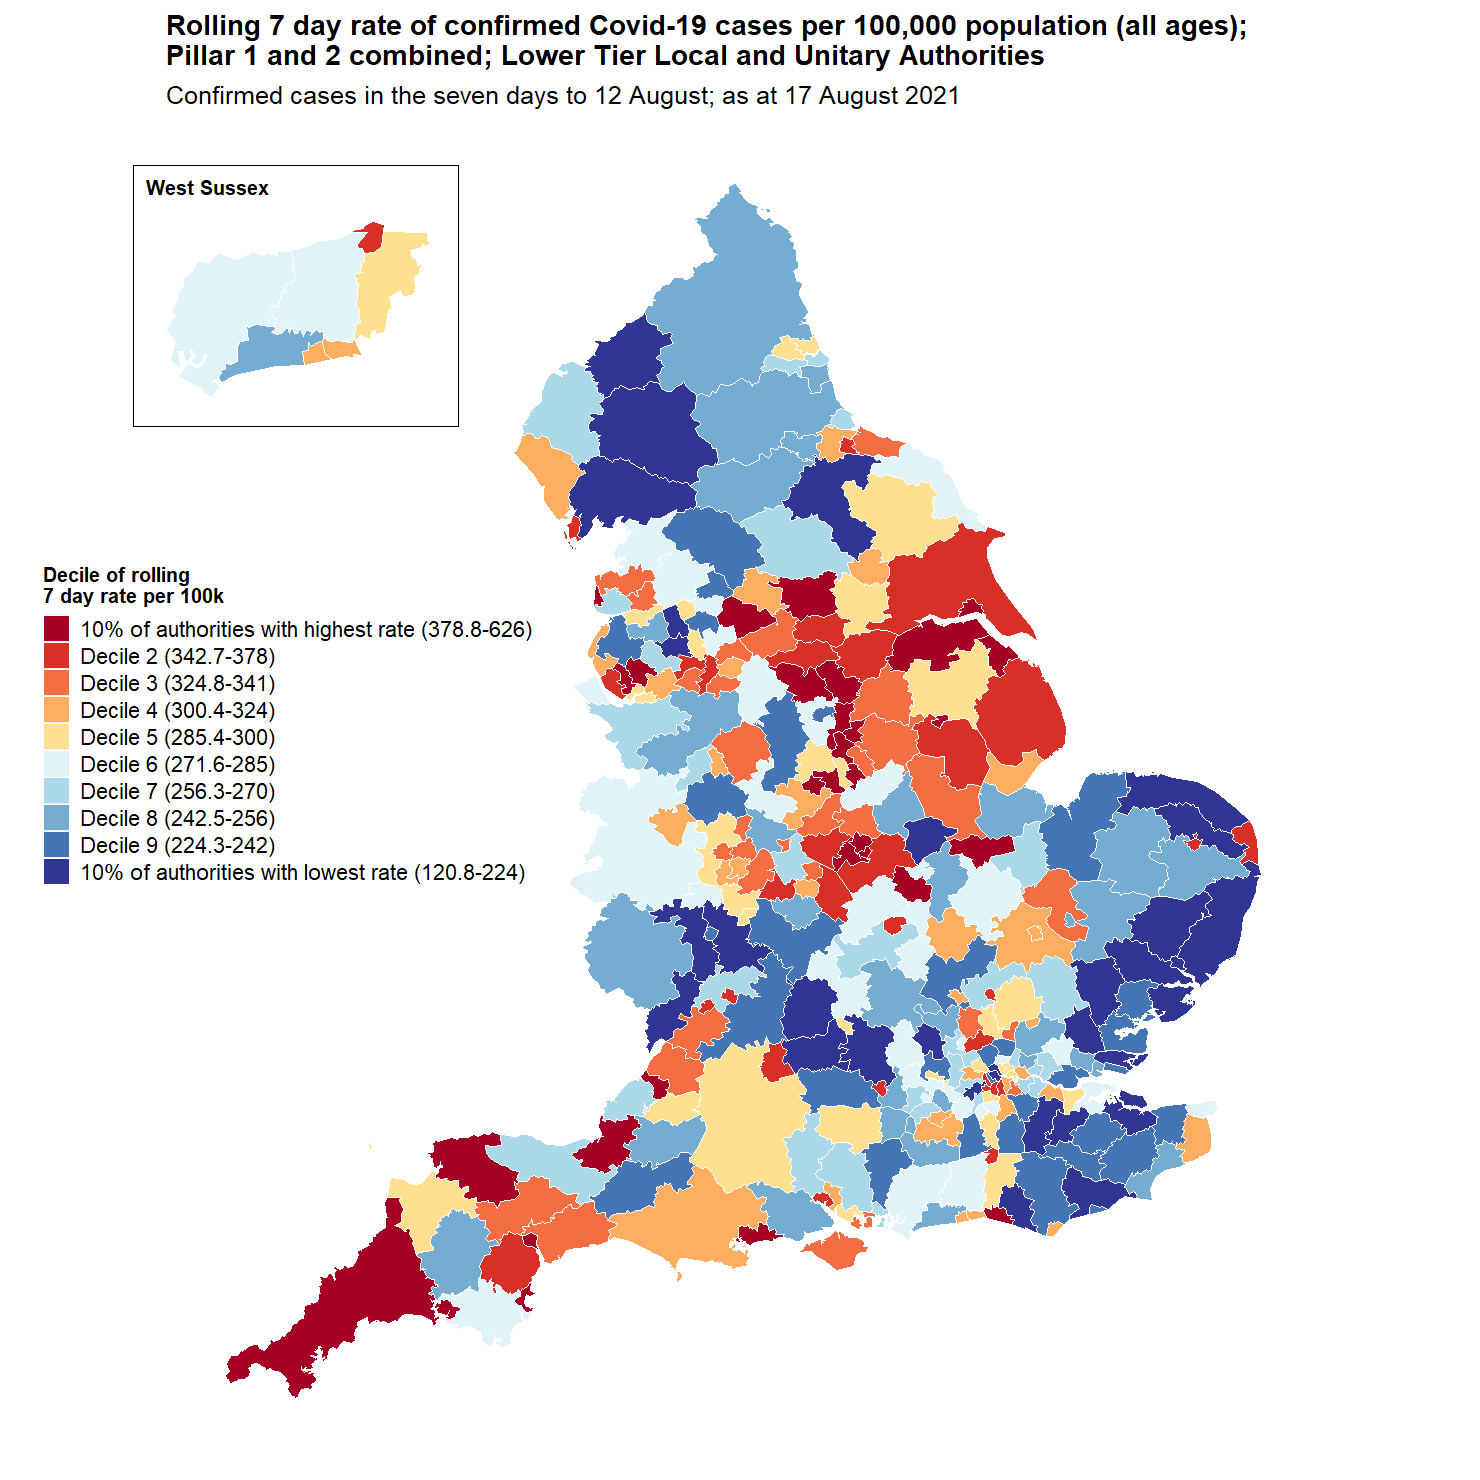 Rolling 7 day rate of confirmed Covid-19 cases per 100,000 population (all ages);
Pillar 1 and 2 combined; Lower Tier Local and Unitary Authorities
Confirmed cases in the seven days to 12 August; as at 17 August 2021
West Sussex
Decile of rolling
7 day rate per 100k
10% of authorities with highest rate (378.8-626)
Decile 2 (342.7-378)
Decile 3 (324.8-341)
Decile 4 (300.4-324)
Decile 5 (285.4-300)
Decile 6 (271.6-285)
Decile 7 (256.3-270)
Decile 8 (242.5-256)
Decile 9 (224.3-242)
10% of authorities with lowest rate (120.8-224)